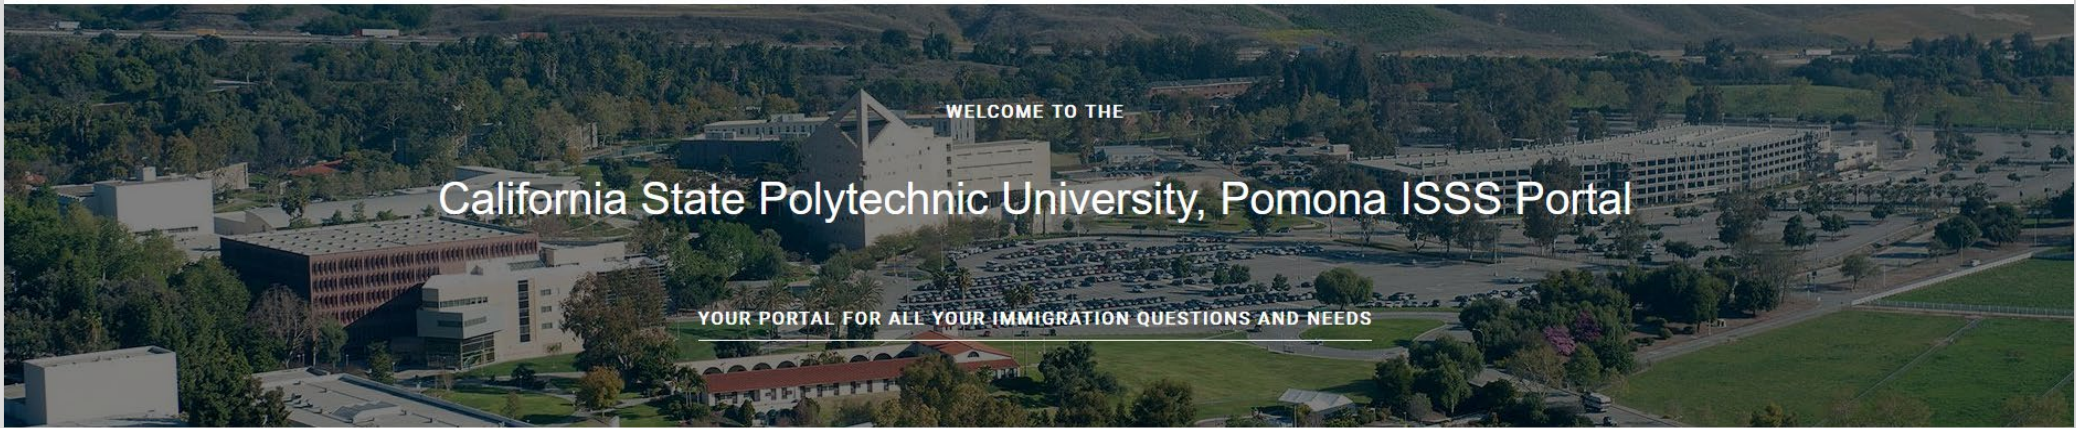 WELCOME TO THE
California State Polytechnic University, Pomona ISSS Portal
YOUR PORTAL FOR ALL YOUR IMMIGRATION QUESTIONS AND NEEDS